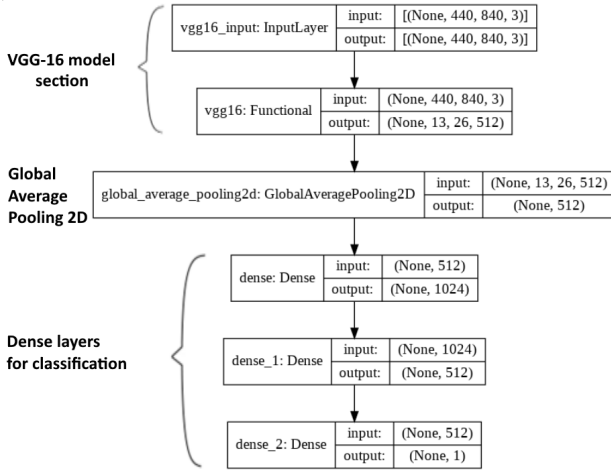 vgg16_input: InputLayer
input: [(None, 440, 840, 3)]
output: [(None, 440, 840, 3)]
VGG-16 model
section
vgg16: Functional
input: (None, 440, 840, 3)
output: (None, 13, 26, 512)
Global
Average
Pooling 2D
global_average_pooling2d: GlobalAveragePooling2D
input: (None, 13, 26, 512)
output: (None, 512)
dense: Dense
input: (None, 512)
output: (None, 1024)
Dense layers
for classification
dense_1: Dense
input: (None, 1024)
output: (None, 512)
dense_2: Dense
input: (None, 512)
output: (None, 1)